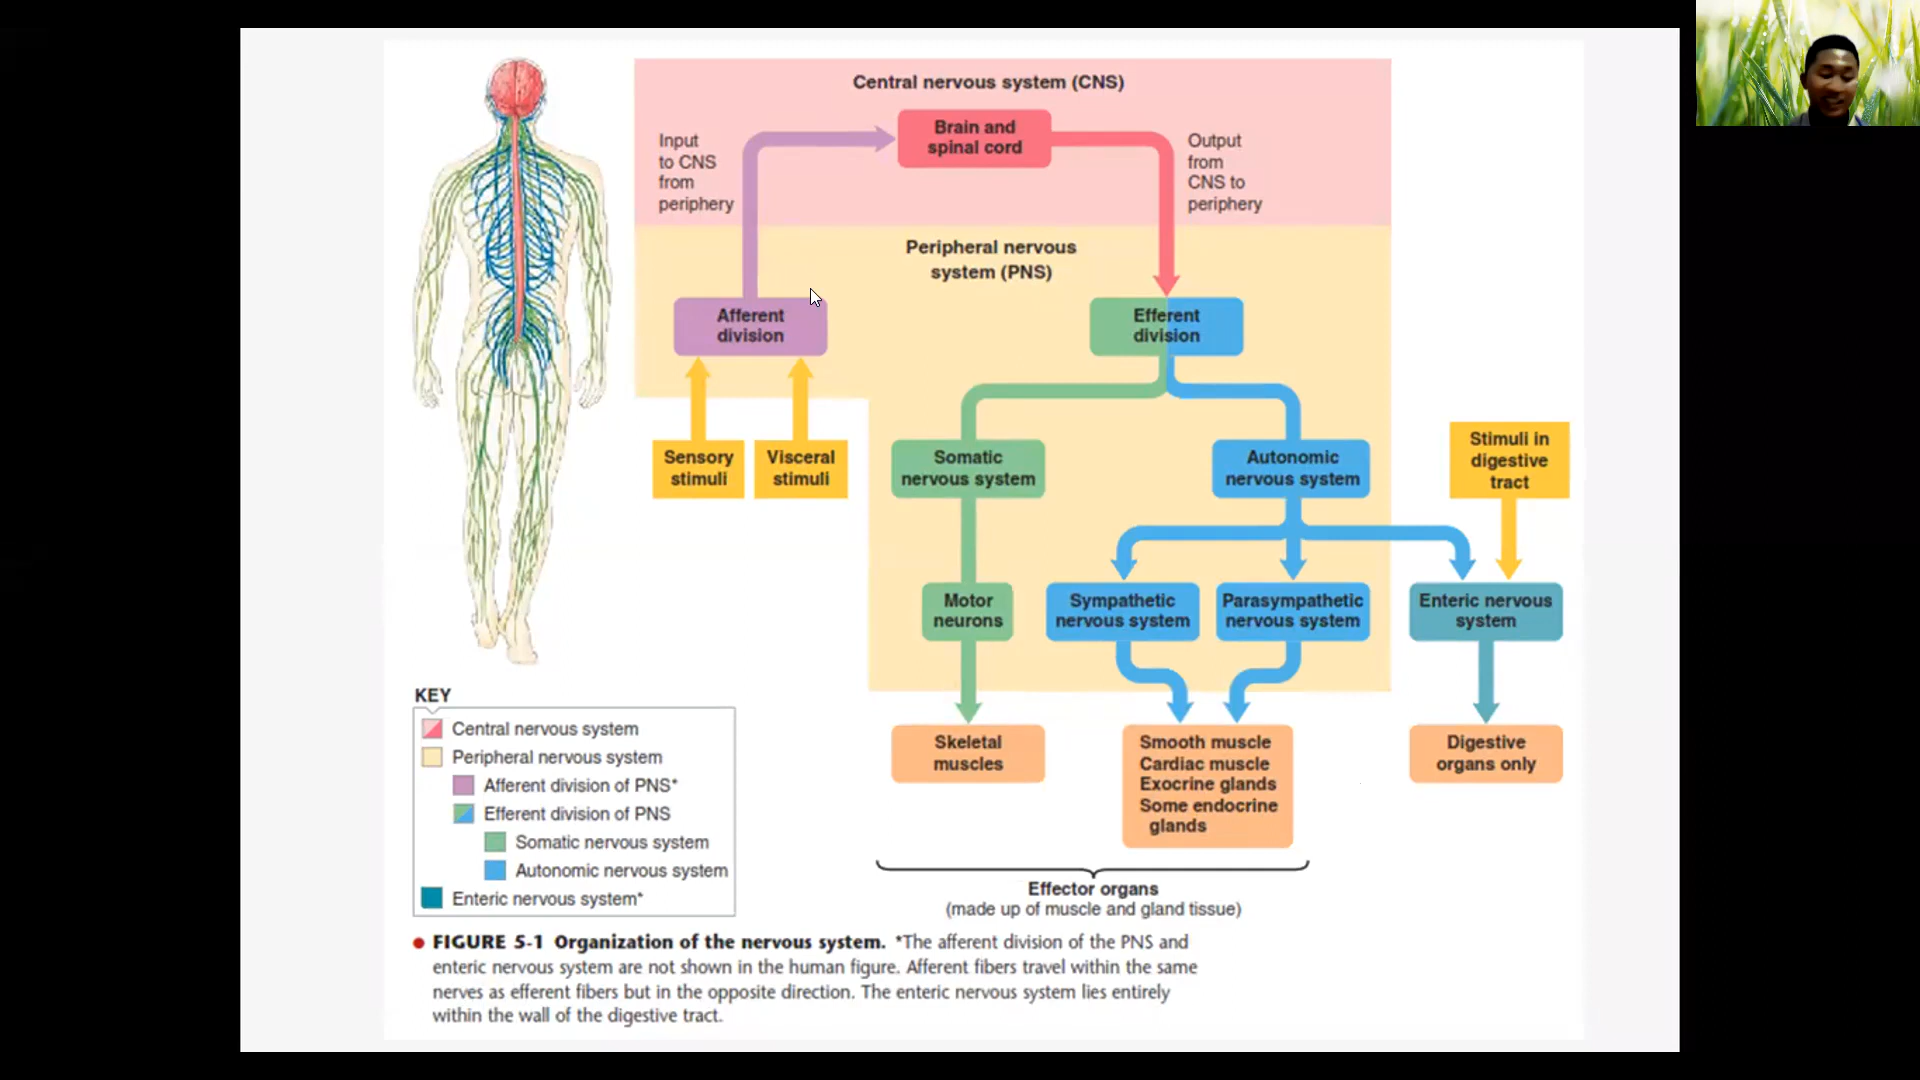 Central nervous system (CNS)
Input
to CNS
from
periphery
Brain and
spinal cord
Output
from
CNS to
periphery
Peripheral nervous
system (PNS)
Afferent
division
Efferent
division
Sensory
stimuli
Visceral
stimuli
Somatic
nervous system
Autonomic
nervous system
Stimuli in
digestive
tract
Motor
neurons
Sympathetic
nervous system
Parasympathetic
nervous system
Enteric nervous
system
Skeletal
muscles
Smooth muscle
Cardiac muscle
Exocrine glands
Some endocrine
glands
Digestive
organs only
Effector organs
(made up of muscle and gland tissue)
KEY
Central nervous system
Peripheral nervous system
Afferent division of PNS*
Efferent division of PNS
Somatic nervous system
Autonomic nervous system
Enteric nervous system*
● FIGURE 5-1 Organization of the nervous system. *The afferent division of the PNS and
enteric nervous system are not shown in the human figure. Afferent fibers travel within the same
nerves as efferent fibers but in the opposite direction. The enteric nervous system lies entirely
within the wall of the digestive tract.